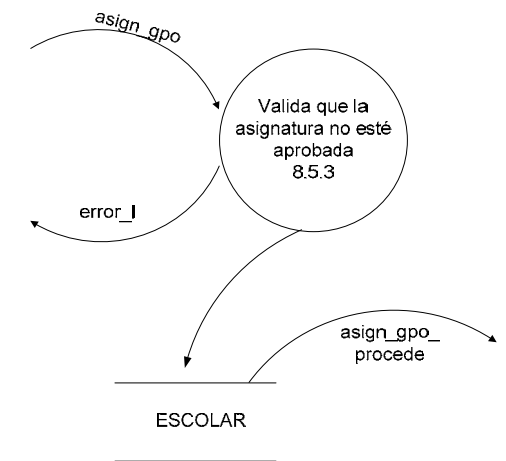 asign_gpo
Valida que la
asignatura no esté
aprobada
8.5.3
error_I
asign_gpo_
procede
ESCOLAR